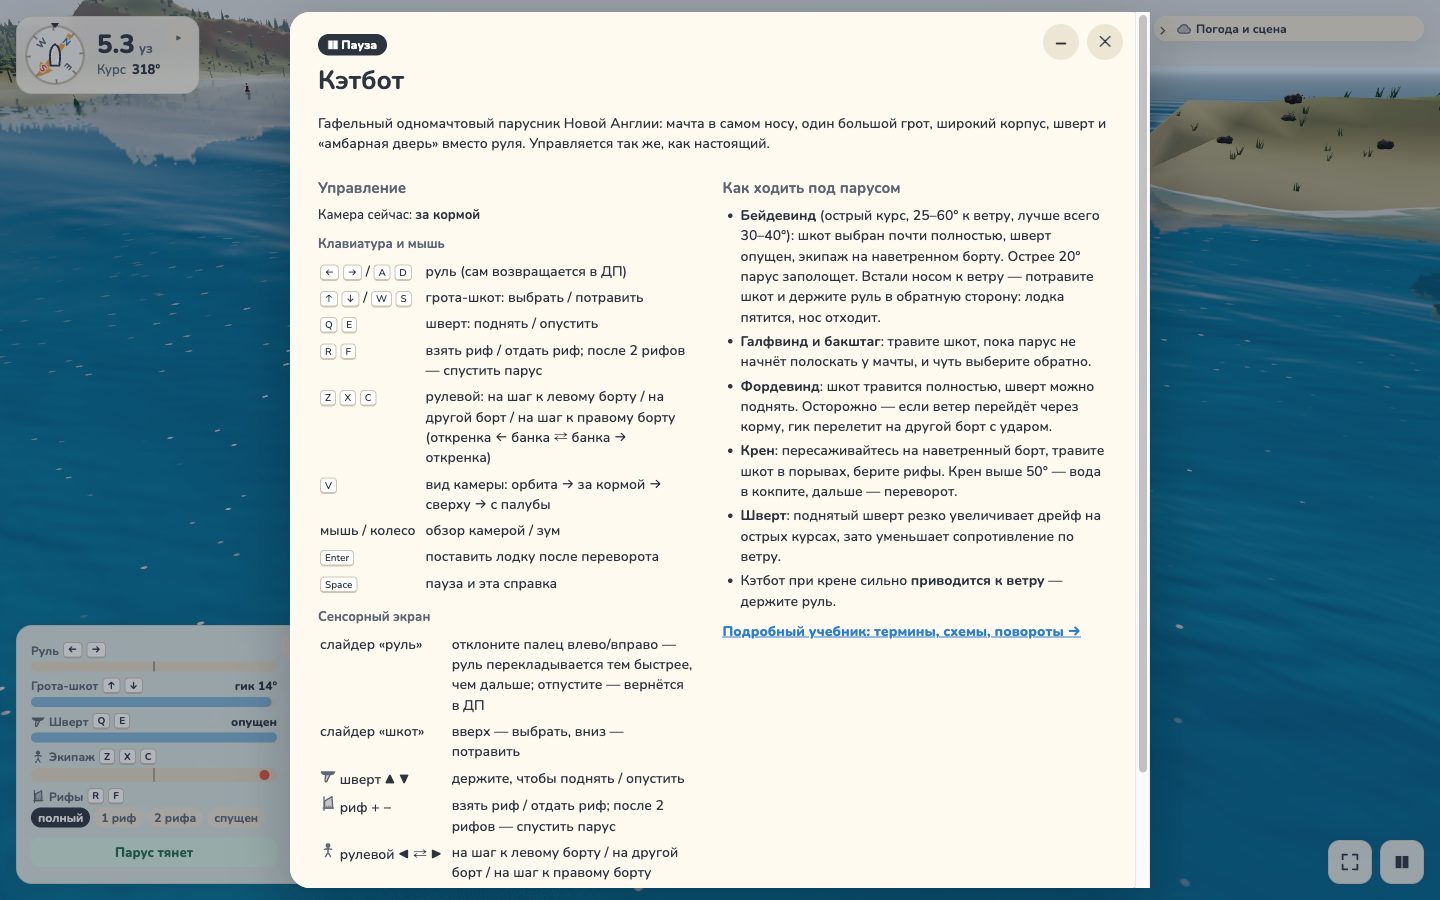 W N S E
5.3 уз
Курс 318°
Погода и сцена
Пауза
Кэтбот
Гафельный одномачтовый парусник Новой Англии: мачта в самом носу, один большой грот, широкий корпус, шверт и
«амбарная дверь» вместо руля. Управляется так же, как настоящий.
Управление
Камера сейчас: за кормой
Клавиатура и мышь
← → / A D руль (сам возвращается в ДП)
↑ ↓ / W S грота-шкот: выбрать / потравить
Q E шверт: поднять / опустить
R F взять риф / отдать риф; после 2 рифов
— спустить парус
Z X C рулевой: на шаг к левому борту / на
другой борт / на шаг к правому борту
(откренка ← банка ⇄ банка →
откренка)
V вид камеры: орбита → за кормой →
сверху → с палубы
мышь / колесо обзор камерой / зум
Enter поставить лодку после переворота
Space пауза и эта справка
Сенсорный экран
слайдер «руль» отклоните палец влево/вправо —
руль перекладывается тем быстрее,
чем дальше; отпустите — вернётся
в ДП
слайдер «шкот» вверх — выбрать, вниз —
потравить
шверт ▲ ▼ держите, чтобы поднять / опустить
риф + − взять риф / отдать риф; после 2
рифов — спустить парус
рулевой ◀ ⇄ ▶ на шаг к левому борту / на другой
борт / на шаг к правому борту
Как ходить под парусом
• Бейдевинд (острый курс, 25–60° к ветру, лучше всего
30–40°): шкот выбран почти полностью, шверт
опущен, экипаж на наветренном борту. Острее 20°
парус заполощет. Встали носом к ветру — потравите
шкот и держите руль в обратную сторону: лодка
пятится, нос отходит.
• Галфвинд и бакштаг: травите шкот, пока парус не
начнёт полоскать у мачты, и чуть выберите обратно.
• Фордевинд: шкот травится полностью, шверт можно
поднять. Осторожно — если ветер перейдёт через
корму, гик перелетит на другой борт с ударом.
• Крен: пересаживайтесь на наветренный борт, травите
шкот в порывах, берите рифы. Крен выше 50° — вода
в кокпите, дальше — переворот.
• Шверт: поднятый шверт резко увеличивает дрейф на
острых курсах, зато уменьшает сопротивление по
ветру.
• Кэтбот при крене сильно приводится к ветру —
держите руль.
Подробный учебник: термины, схемы, повороты →
Руль ← →
Грота-шкот ↑ ↓ гик 14°
Шверт Q E опущен
Экипаж Z X C
Рифы R F
полный 1 риф 2 рифа спущен
Парус тянет